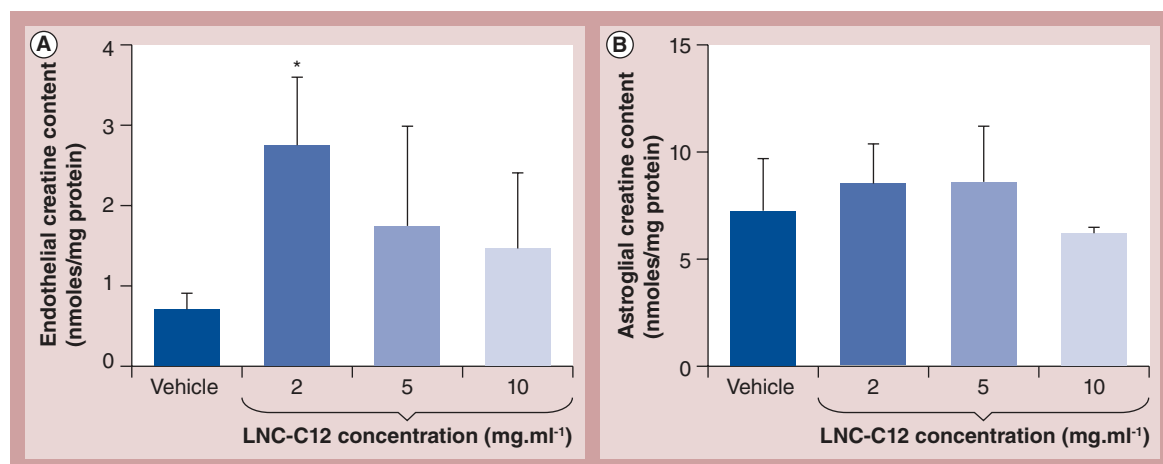 A
Endothelial creatine content
(nmoles/mg protein)
4
3
2
1
0
*
Vehicle
2
5
10
LNC-C12 concentration (mg.ml⁻¹)
B
Astroglial creatine content
(nmoles/mg protein)
15
10
5
0
Vehicle
2
5
10
LNC-C12 concentration (mg.ml⁻¹)